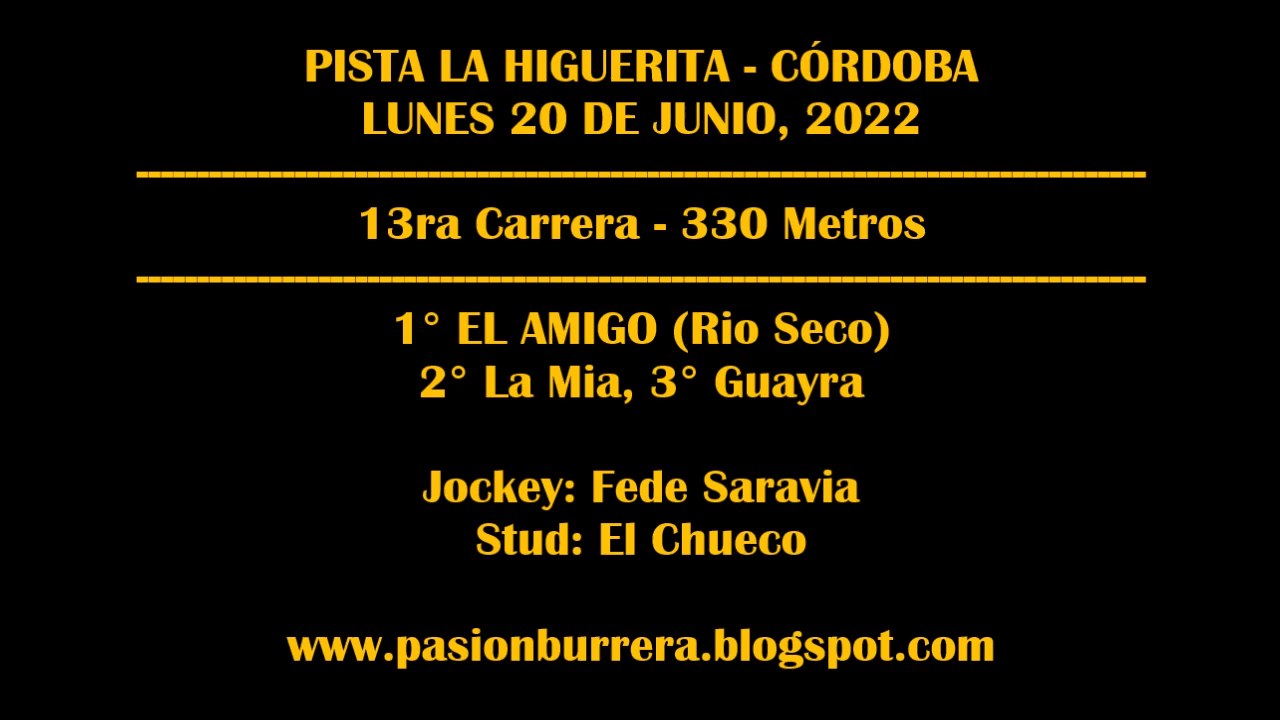 PISTA LA HIGUERITA - CÓRDOBA
LUNES 20 DE JUNIO, 2022
13ra Carrera - 330 Metros
1° EL AMIGO (Rio Seco)
2° La Mia, 3° Guayra
Jockey: Fede Saravia
Stud: El Chueco
www.pasionburrera.blogspot.com